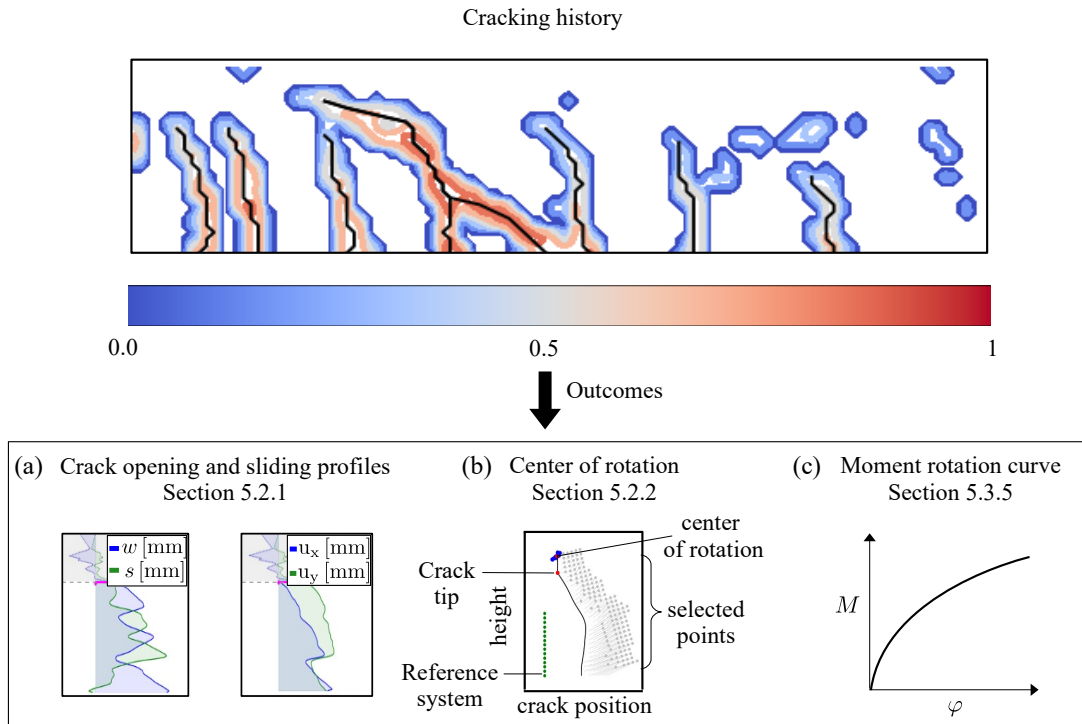 Cracking history
0.0 0.5 1
Outcomes
(a) Crack opening and sliding profiles
Section 5.2.1
w [mm]
s [mm]
u_x [mm]
u_y [mm]
(b) Center of rotation
Section 5.2.2
center
of rotation
Crack
tip
height
selected
points
Reference
system
crack position
(c) Moment rotation curve
Section 5.3.5
M
φ